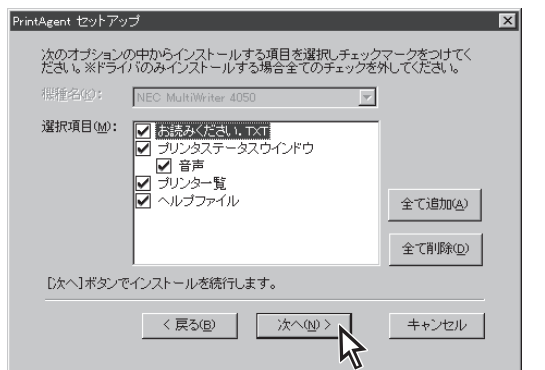 PrintAgent セットアップ
次のオプションの中からインストールする項目を選択しチェックマークをつけてく
ださい。※ドライバのみインストールする場合全てのチェックを外してください。
機種名(K):
NEC MultiWriter 4050
選択項目(M):
お読みください.TXT
プリンタステータスウインドウ
音声
プリンター覧
ヘルプファイル
全て追加(A)
全て削除(D)
[次へ]ボタンでインストールを続行します。
< 戻る(B)
次へ(N) >
キャンセル